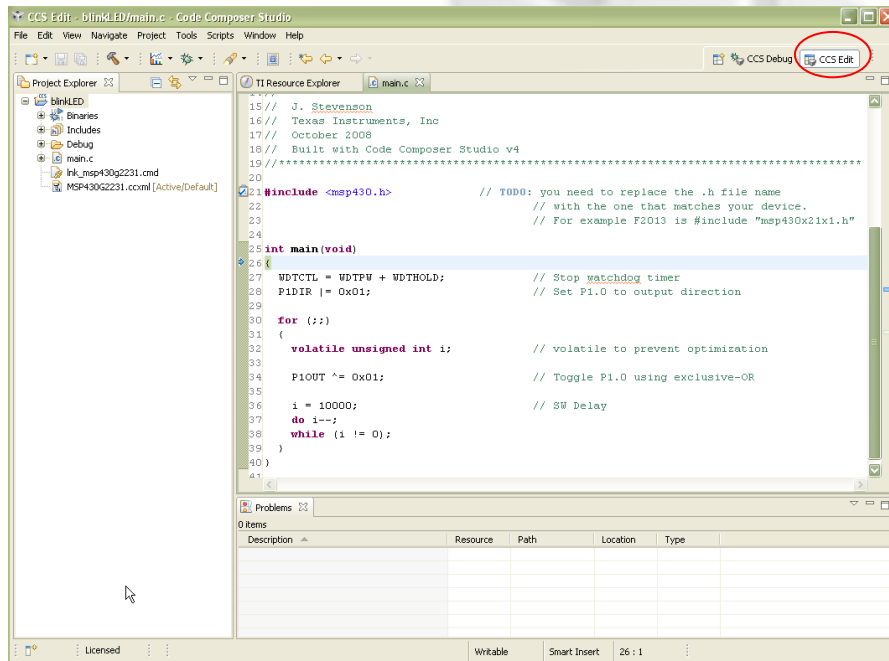 CCS Edit - blinkLED/main.c - Code Composer Studio
File Edit View Navigate Project Tools Scripts Window Help
CCS Debug CCS Edit
Project Explorer
TI Resource Explorer main.c
blinkLED
Binaries
Includes
Debug
main.c
lnk_msp430g2231.cmd
MSP430G2231.ccxml [Active/Default]
15 // J. Stevenson
16 // Texas Instruments, Inc
17 // October 2008
18 // Built with Code Composer Studio v4
19 //******************************************************************************
20
21 #include <msp430.h> // TODO: you need to replace the .h file name
22 // with the one that matches your device.
23 // For example F2013 is #include "msp430x21x1.h"
24
25 int main(void)
26 {
27 WDTCTL = WDTPW + WDTHOLD; // Stop watchdog timer
28 P1DIR |= 0x01; // Set P1.0 to output direction
29
30 for (;;)
31 {
32 volatile unsigned int i; // volatile to prevent optimization
33
34 P1OUT ^= 0x01; // Toggle P1.0 using exclusive-OR
35
36 i = 10000; // SW Delay
37 do i--;
38 while (i != 0);
39 }
40 }
41
Problems
0 items
Description Resource Path Location Type
Licensed Writable Smart Insert 26 : 1